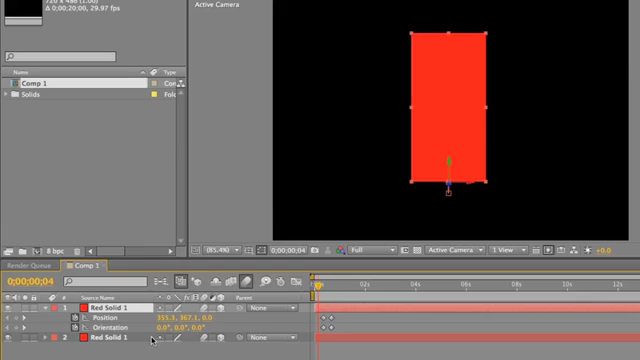 720 x 486 (1.00)
Δ 0;00;20;00, 29.97 fps
Active Camera
Name Type
Comp 1 Con
Solids Fold
8 bpc
(85.4%) 0;00;00;04 Full Active Camera 1 View +0.0
Render Queue Comp 1
0;00;00;04
# Source Name Parent 02s 04s 06s 08s 10s 12s
1 Red Solid 1 None
Position 355.3, 367.1, 0.0
Orientation 0.0°, 0.0°, 0.0°
2 Red Solid 1 None